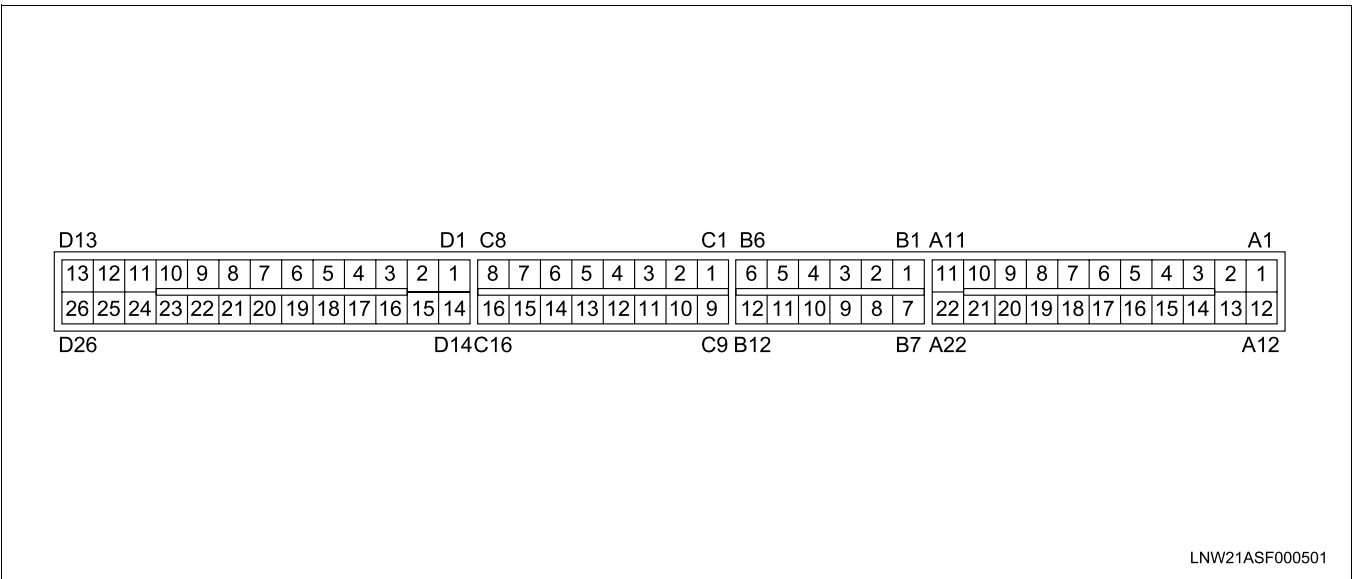 D13 D1 C8 C1 B6 B1 A11 A1
13 12 11 10 9 8 7 6 5 4 3 2 1 8 7 6 5 4 3 2 1 6 5 4 3 2 1 11 10 9 8 7 6 5 4 3 2 1
26 25 24 23 22 21 20 19 18 17 16 15 14 16 15 14 13 12 11 10 9 12 11 10 9 8 7 22 21 20 19 18 17 16 15 14 13 12
D26 D14 C16 C9 B12 B7 A22 A12
LNW21ASF000501